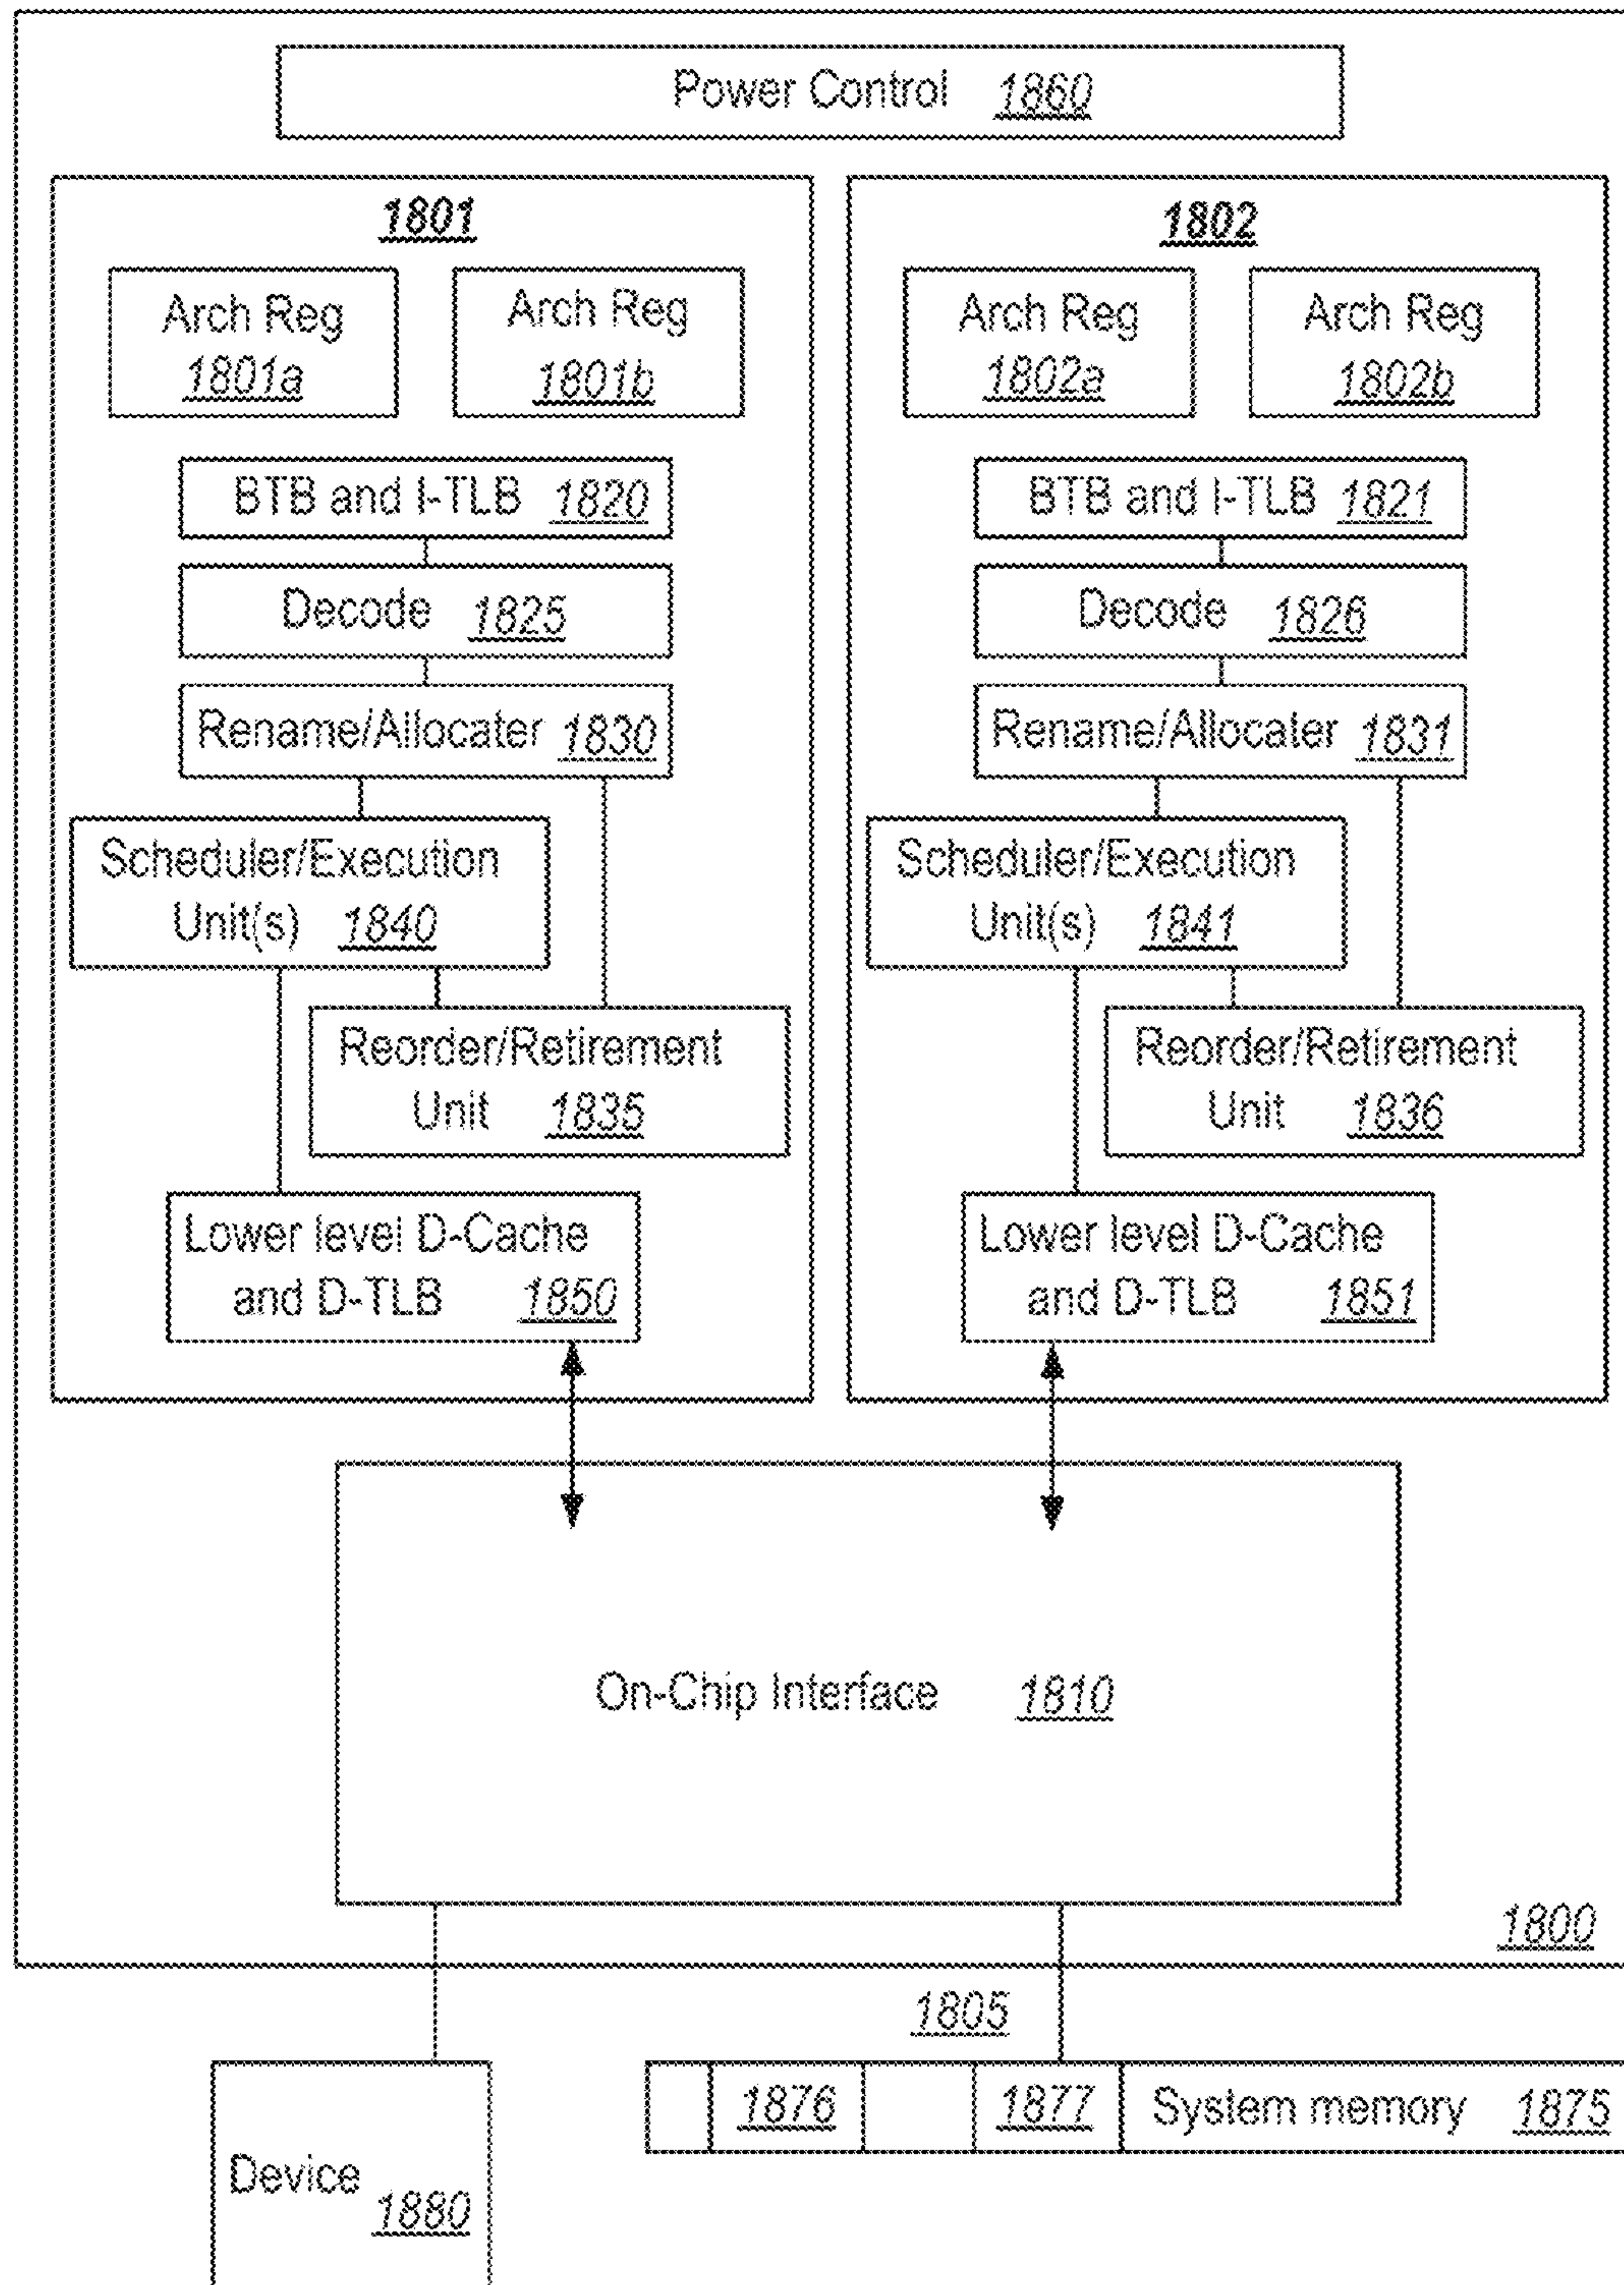 Power Control 1860
1801
Arch Reg
1801a
Arch Reg
1801b
BTB and I-TLB 1820
Decode 1825
Rename/Allocater 1830
Scheduler/Execution
Unit(s) 1840
Reorder/Retirement
Unit 1835
Lower level D-Cache
and D-TLB 1850
1802
Arch Reg
1802a
Arch Reg
1802b
BTB and I-TLB 1821
Decode 1826
Rename/Allocater 1831
Scheduler/Execution
Unit(s) 1841
Reorder/Retirement
Unit 1836
Lower level D-Cache
and D-TLB 1851
On-Chip Interface 1810
1800
1805
1876 1877 System memory 1875
Device 1880